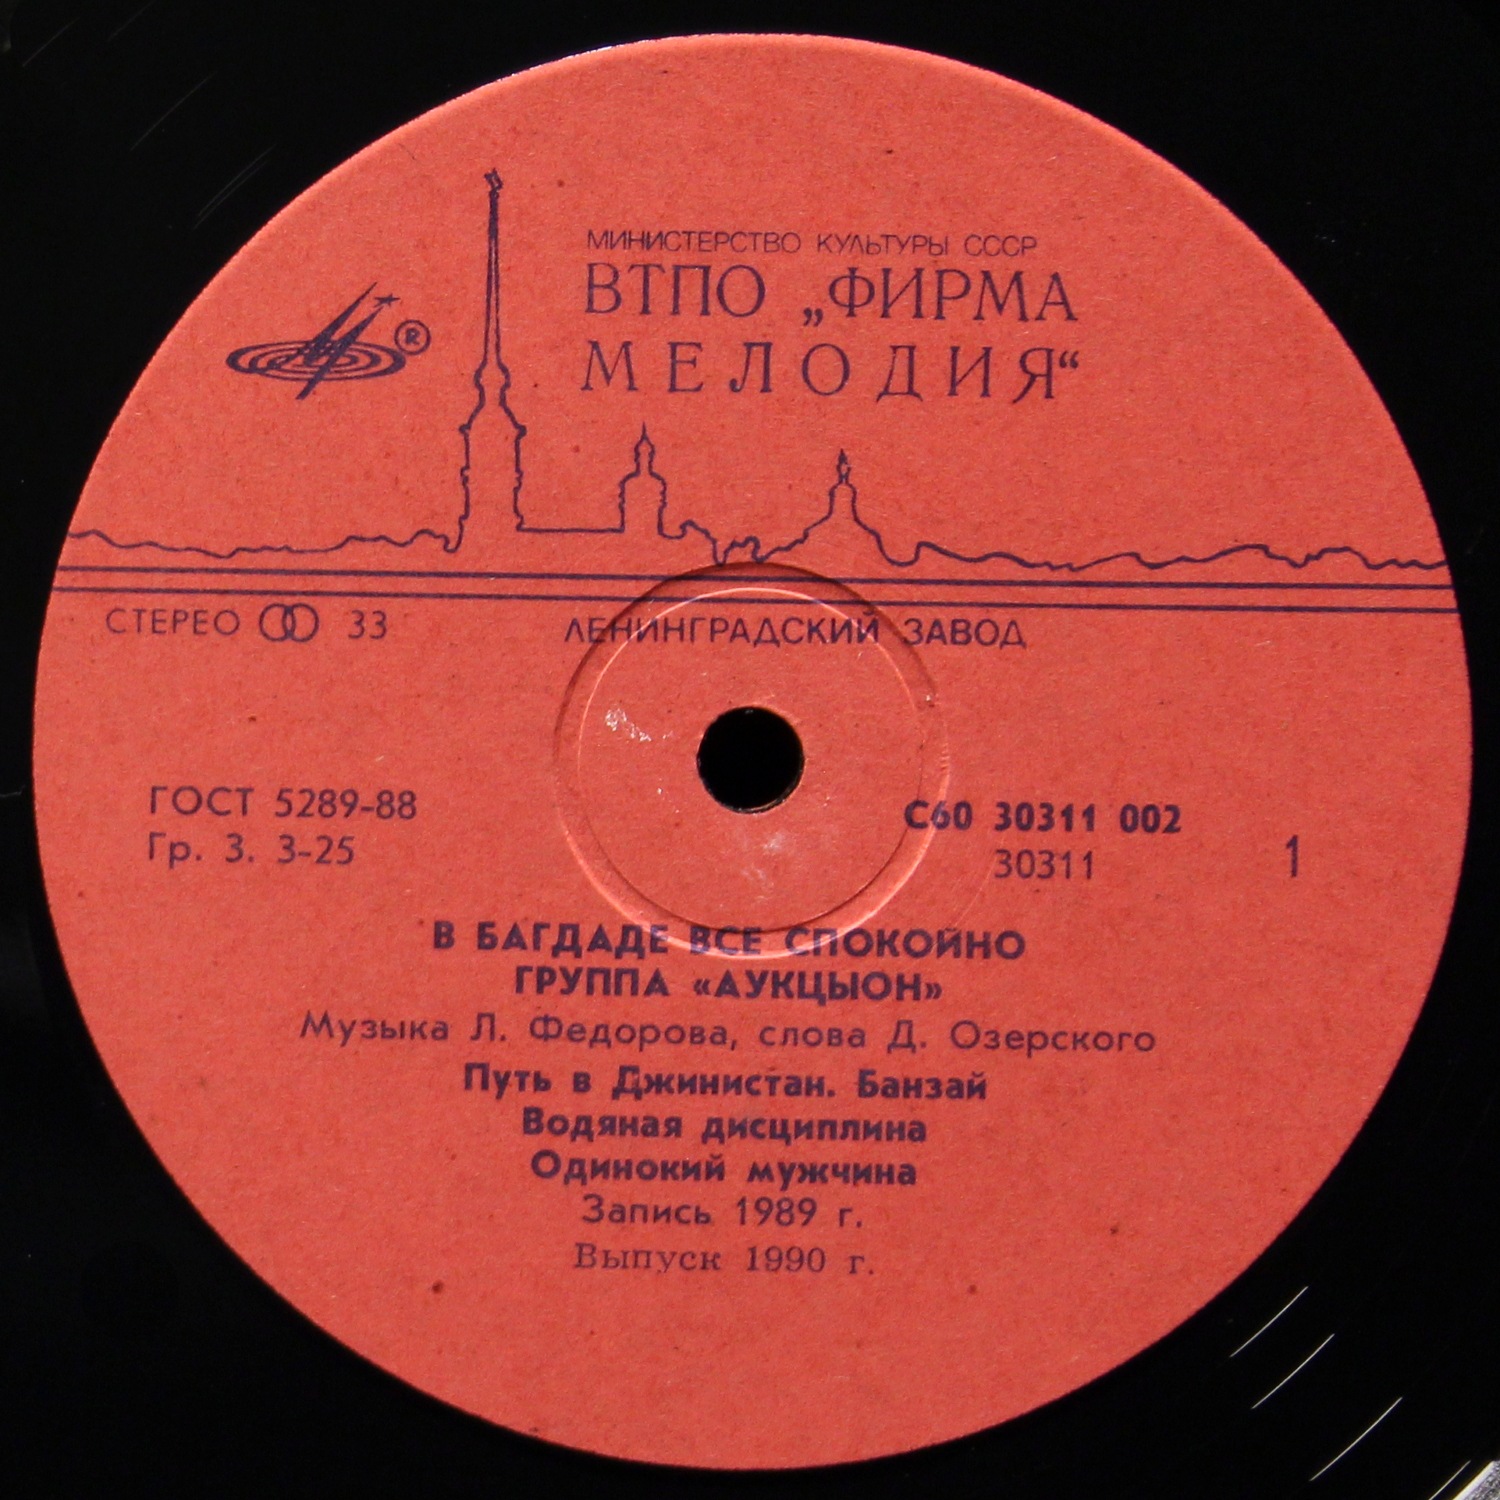 МИНИСТЕРСТВО КУЛЬТУРЫ СССР
ВТПО „ФИРМА
МЕЛОДИЯ“
®
СТЕРЕО 33
ЛЕНИНГРАДСКИЙ ЗАВОД
ГОСТ 5289-88
Гр. 3. 3-25
С60 30311 002
30311
1
В БАГДАДЕ ВСЕ СПОКОЙНО
ГРУППА «АУКЦЫОН»
Музыка Л. Федорова, слова Д. Озерского
Путь в Джинистан. Банзай
Водяная дисциплина
Одинокий мужчина
Запись 1989 г.
Выпуск 1990 г.